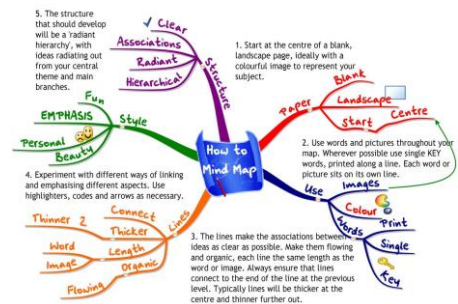 5. The structure
that should develop
will be a 'radiant
hierarchy', with
ideas radiating out
from your central
theme and main
branches.
Clear
Associations
Radiant
Hierarchical
Structure
1. Start at the centre of a blank,
landscape page, ideally with
a colourful image to represent your
subject.
Blank
Landscape
Start
Centre
Paper
Fun
EMPHASIS
Personal
Beauty
Style
How to
Mind Map
2. Use words and pictures throughout your
map. Wherever possible use single KEY
words, printed along a line. Each word or
picture sits on its own line.
4. Experiment with different ways of linking
and emphasising different aspects. Use
highlighters, codes and arrows as necessary.
Use
Images
Colour
Words
Print
Single
Key
Lines
Connect
Thinner 2
Thicker
Word
Length
Image
Organic
Flowing
3. The lines make the associations between
ideas as clear as possible. Make them flowing
and organic, each line the same length as the
word or image. Always ensure that lines
connect to the end of the line at the previous
level. Typically lines will be thicker at the
centre and thinner further out.